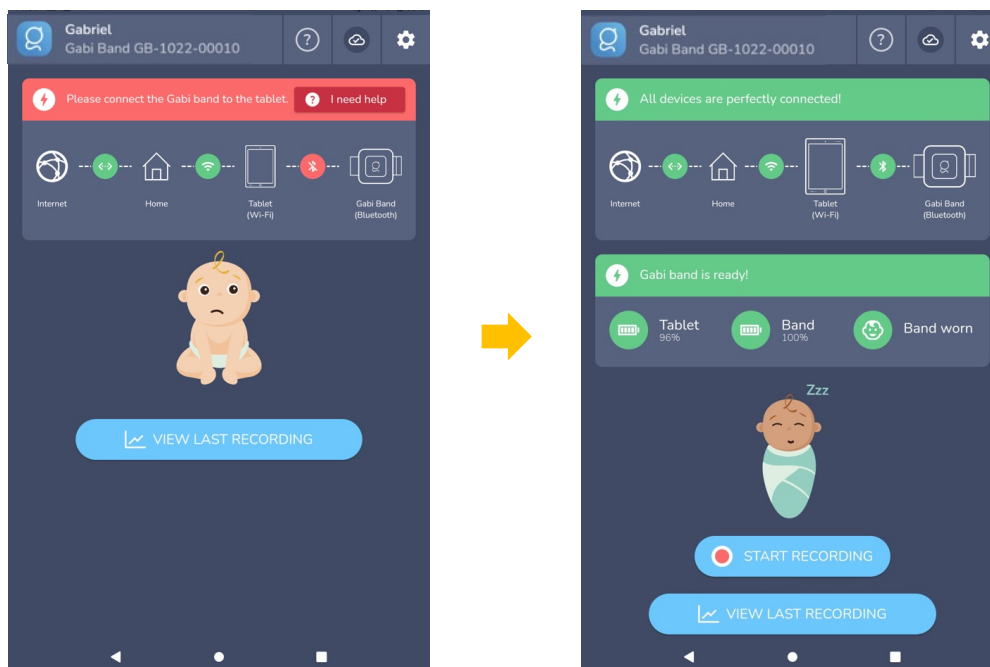 Gabriel
Gabi Band GB-1022-00010
Please connect the Gabi band to the tablet.
I need help
Internet
Home
Tablet
(Wi-Fi)
Gabi Band
(Bluetooth)
VIEW LAST RECORDING
Gabriel
Gabi Band GB-1022-00010
All devices are perfectly connected!
Internet
Home
Tablet
(Wi-Fi)
Gabi Band
(Bluetooth)
Gabi band is ready!
Tablet
96%
Band
100%
Band worn
Zzz
START RECORDING
VIEW LAST RECORDING